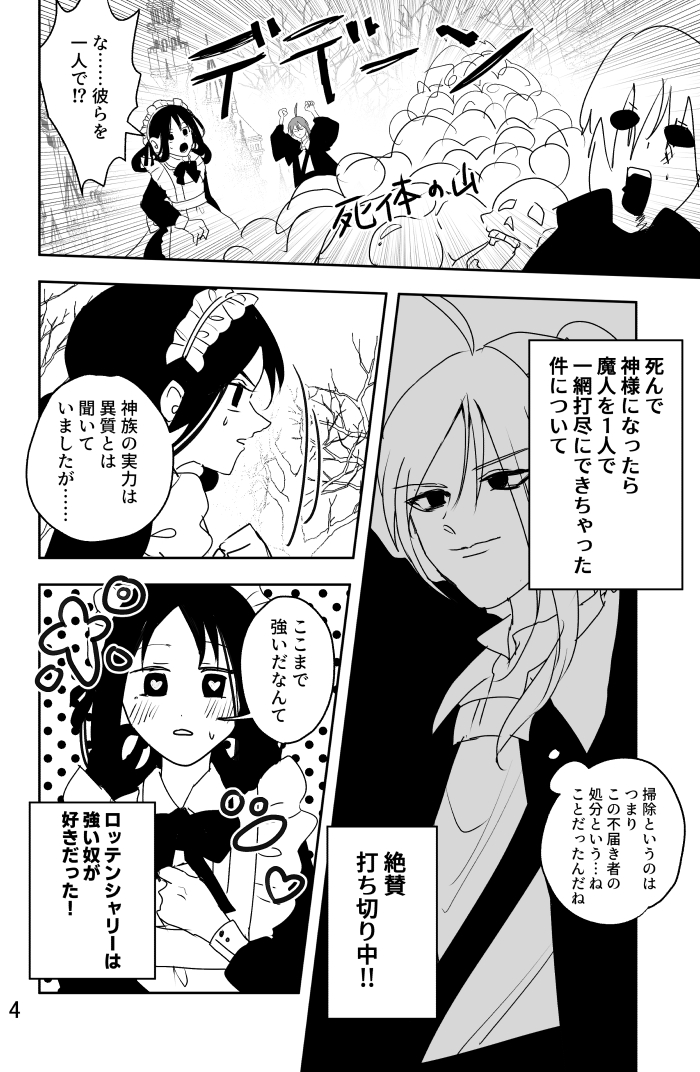 デデーン
死体の山
な……彼らを
一人で!?
死んで
神様になったら
魔人を1人で
一網打尽にできちゃった
件について
掃除というのは
つまり
この不届き者の
処分という…ね
ことだったんだね
絶賛
打ち切り中!!
神族の実力は
異質とは
聞いて
いましたが……
ここまで
強いだなんて
ロッテンシャリーは
強い奴が
好きだった！
4